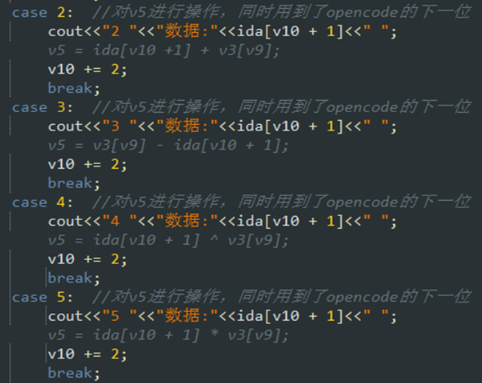 case 2:  //对v5进行操作，同时用到了opencode的下一位
cout<<"2 "<<"数据:"<<ida[v10 + 1]<<" ";
v5 = ida[v10 +1] + v3[v9];
v10 += 2;
break;
case 3:  //对v5进行操作，同时用到了opencode的下一位
cout<<"3 "<<"数据:"<<ida[v10 + 1]<<" ";
v5 = v3[v9] - ida[v10 + 1];
v10 += 2;
break;
case 4:  //对v5进行操作，同时用到了opencode的下一位
cout<<"4 "<<"数据:"<<ida[v10 + 1]<<" ";
v5 = ida[v10 + 1] ^ v3[v9];
v10 += 2;
break;
case 5:  //对v5进行操作，同时用到了opencode的下一位
cout<<"5 "<<"数据:"<<ida[v10 + 1]<<" ";
v5 = ida[v10 + 1] * v3[v9];
v10 += 2;
break;